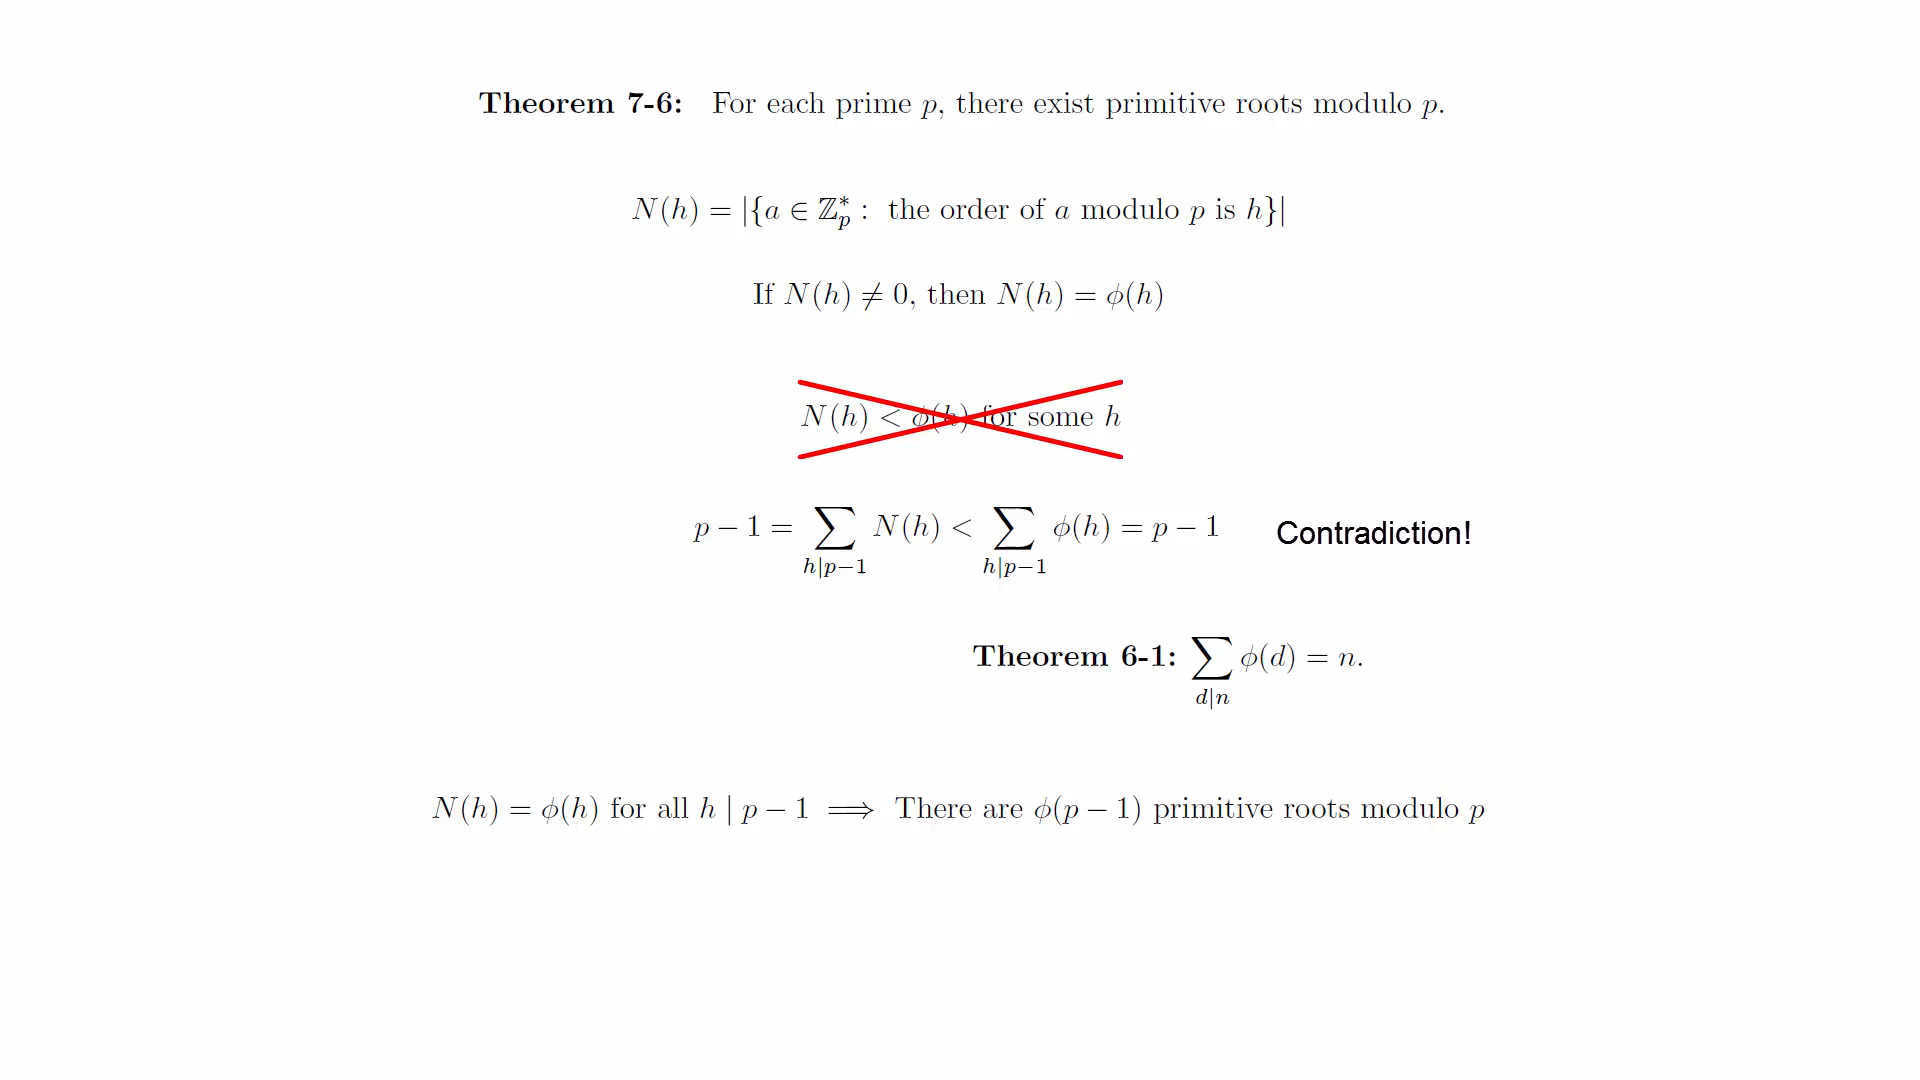 Theorem 7-6: For each prime p, there exist primitive roots modulo p.
N(h) = |{a ∈ ℤ*ₚ : the order of a modulo p is h}|
If N(h) ≠ 0, then N(h) = ϕ(h)
N(h) < ϕ(h) for some h
p − 1 = ∑_{h|p−1} N(h) < ∑_{h|p−1} ϕ(h) = p − 1 Contradiction!
Theorem 6-1: ∑_{d|n} ϕ(d) = n.
N(h) = ϕ(h) for all h | p − 1 ⟹ There are ϕ(p − 1) primitive roots modulo p